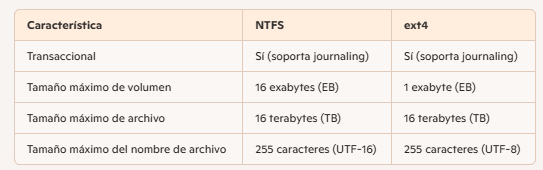 Característica NTFS ext4
Transaccional Sí (soporta journaling) Sí (soporta journaling)
Tamaño máximo de volumen 16 exabytes (EB) 1 exabyte (EB)
Tamaño máximo de archivo 16 terabytes (TB) 16 terabytes (TB)
Tamaño máximo del nombre de archivo 255 caracteres (UTF-16) 255 caracteres (UTF-8)